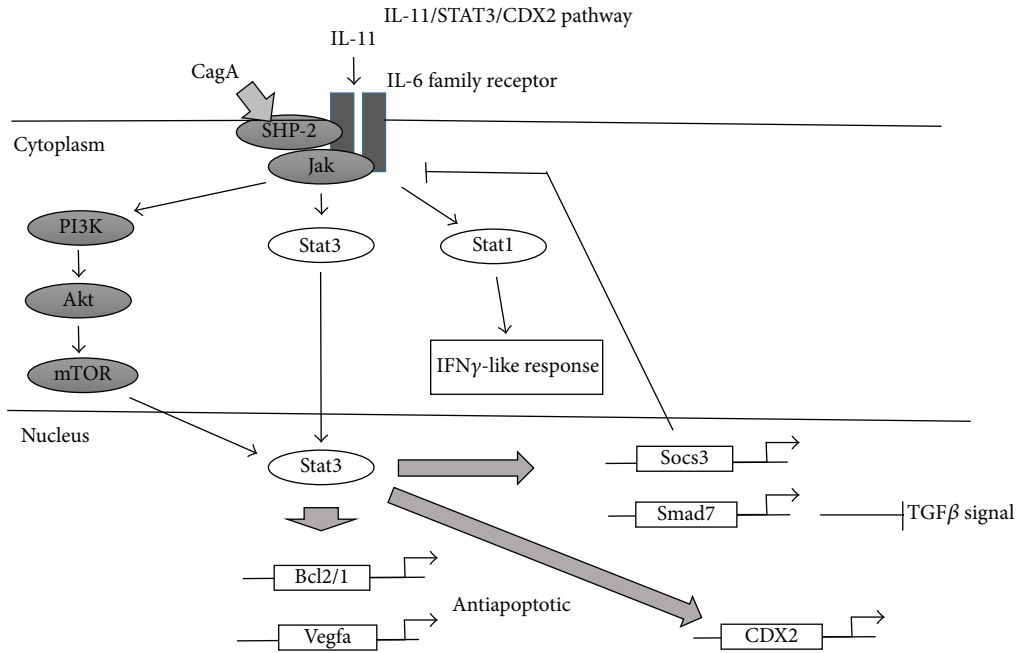 IL-11/STAT3/CDX2 pathway
IL-11
CagA
IL-6 family receptor
SHP-2
Cytoplasm
Jak
PI3K
Stat3
Stat1
Akt
IFNγ-like response
mTOR
Nucleus
Stat3
Socs3
Smad7
TGFβ signal
Bcl2/1
Antiapoptotic
Vegfa
CDX2